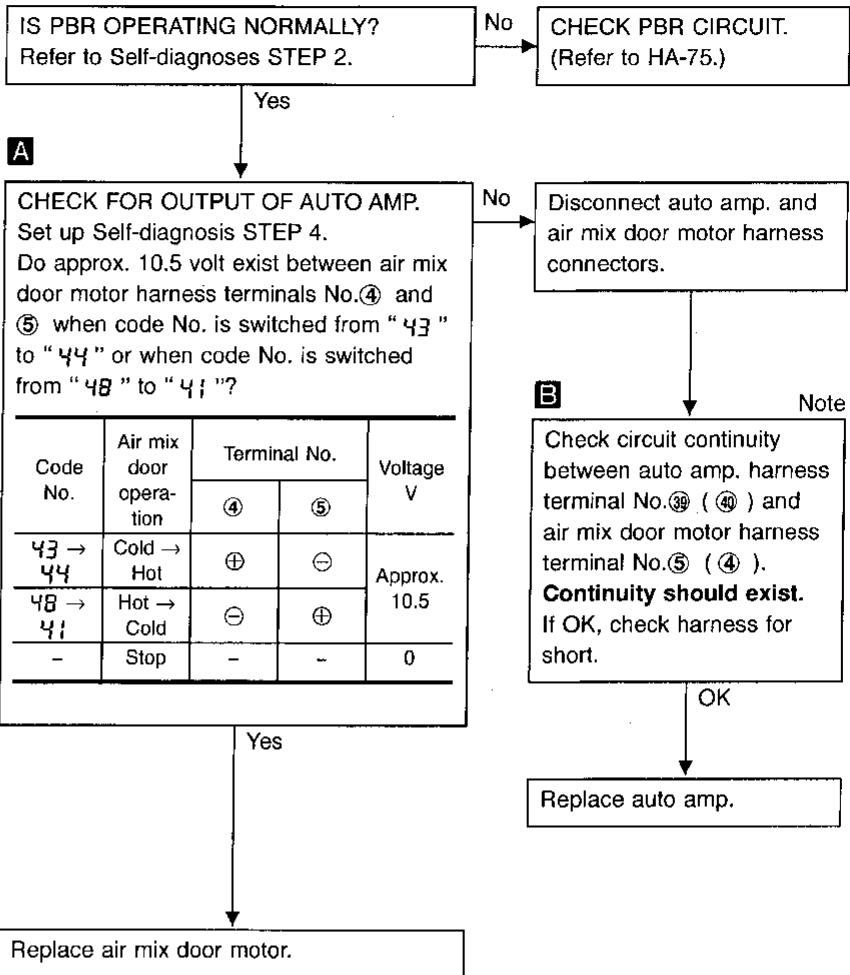 IS PBR OPERATING NORMALLY?
Refer to Self-diagnoses STEP 2.
No
CHECK PBR CIRCUIT.
(Refer to HA-75.)
Yes
A
CHECK FOR OUTPUT OF AUTO AMP.
Set up Self-diagnosis STEP 4.
Do approx. 10.5 volt exist between air mix
door motor harness terminals No.④ and
⑤ when code No. is switched from “ 43 ”
to “ 44 ” or when code No. is switched
from “ 48 ” to “ 41 ”?
Code No.
Air mix door opera-
tion
Terminal No.
④
⑤
Voltage V
43 → 44
Cold → Hot
⊕
⊖
Approx. 10.5
48 → 41
Hot → Cold
⊖
⊕
–
Stop
–
–
0
No
Disconnect auto amp. and
air mix door motor harness
connectors.
B
Note
Check circuit continuity
between auto amp. harness
terminal No.㊴ ( ㊵ ) and
air mix door motor harness
terminal No.⑤ ( ④ ).
Continuity should exist.
If OK, check harness for
short.
OK
Replace auto amp.
Yes
Replace air mix door motor.